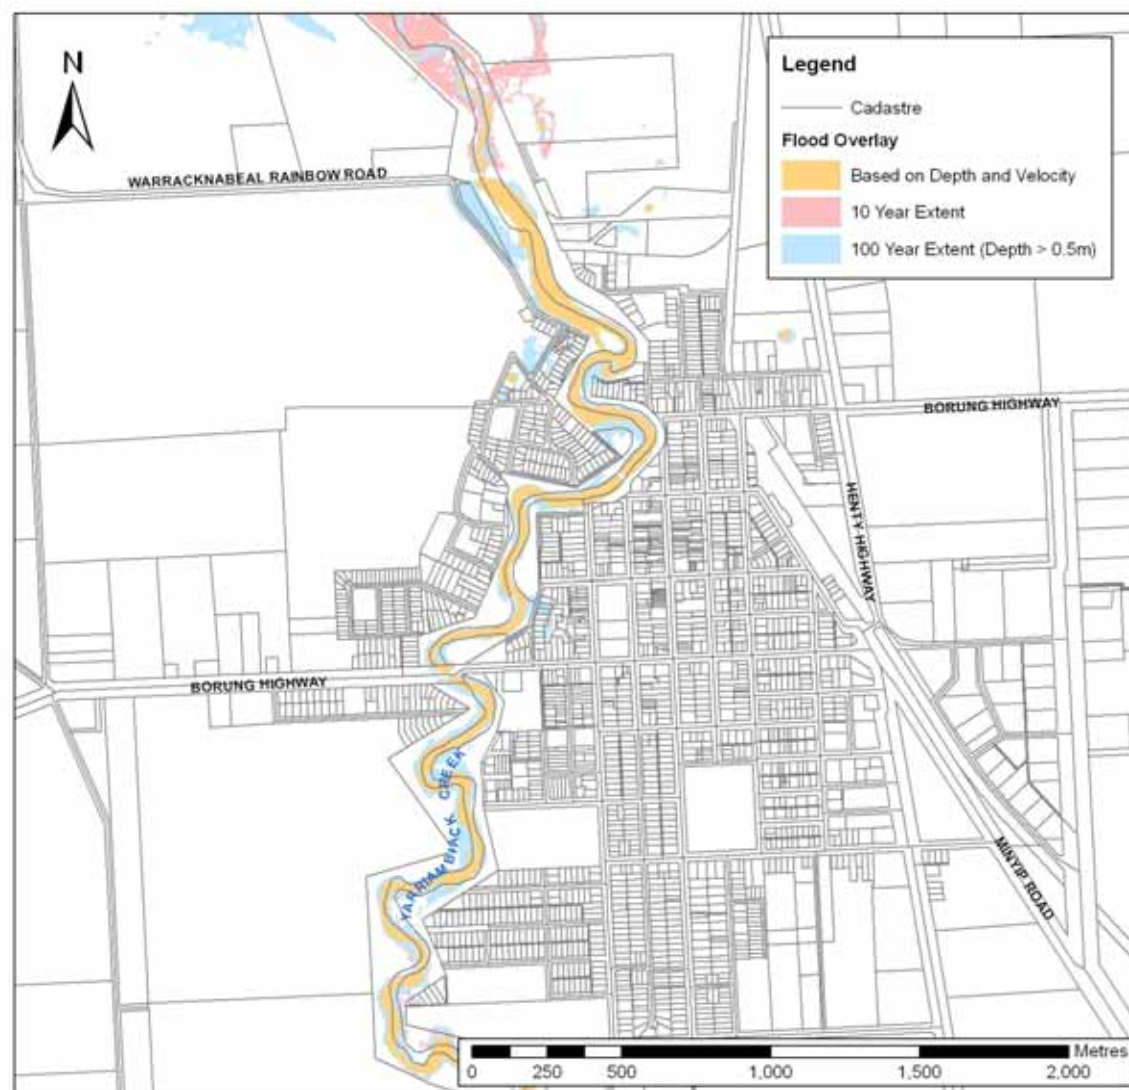 N
Legend
Cadastre
Flood Overlay
Based on Depth and Velocity
10 Year Extent
100 Year Extent (Depth > 0.5m)
WARRACKNABEAL RAINBOW ROAD
BORUNG HIGHWAY
HENTY HIGHWAY
BORUNG HIGHWAY
YARRIAMBIACK CREEK
MINYIP ROAD
Metres
0 250 500 1,000 1,500 2,000